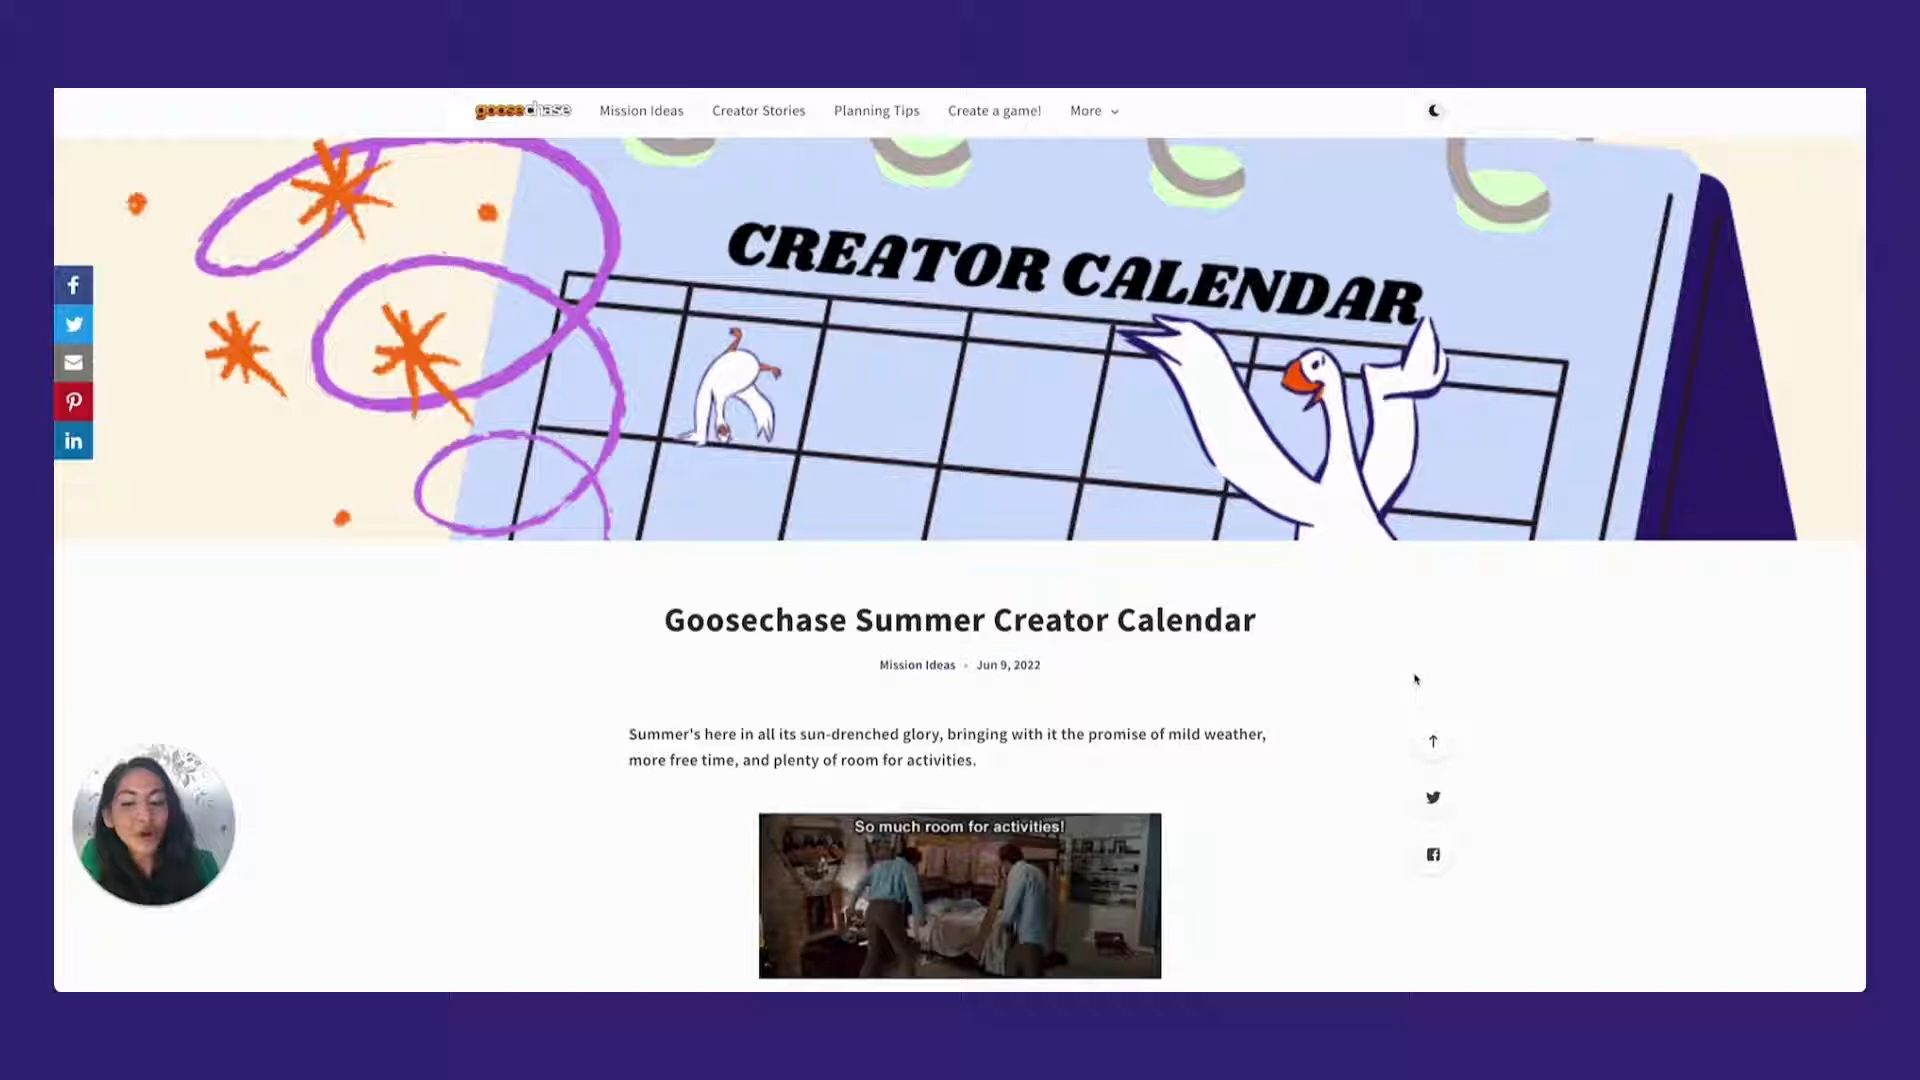 goosechase Mission Ideas Creator Stories Planning Tips Create a game! More
CREATOR CALENDAR
Goosechase Summer Creator Calendar
Mission Ideas • Jun 9, 2022
Summer's here in all its sun-drenched glory, bringing with it the promise of mild weather,
more free time, and plenty of room for activities.
So much room for activities!